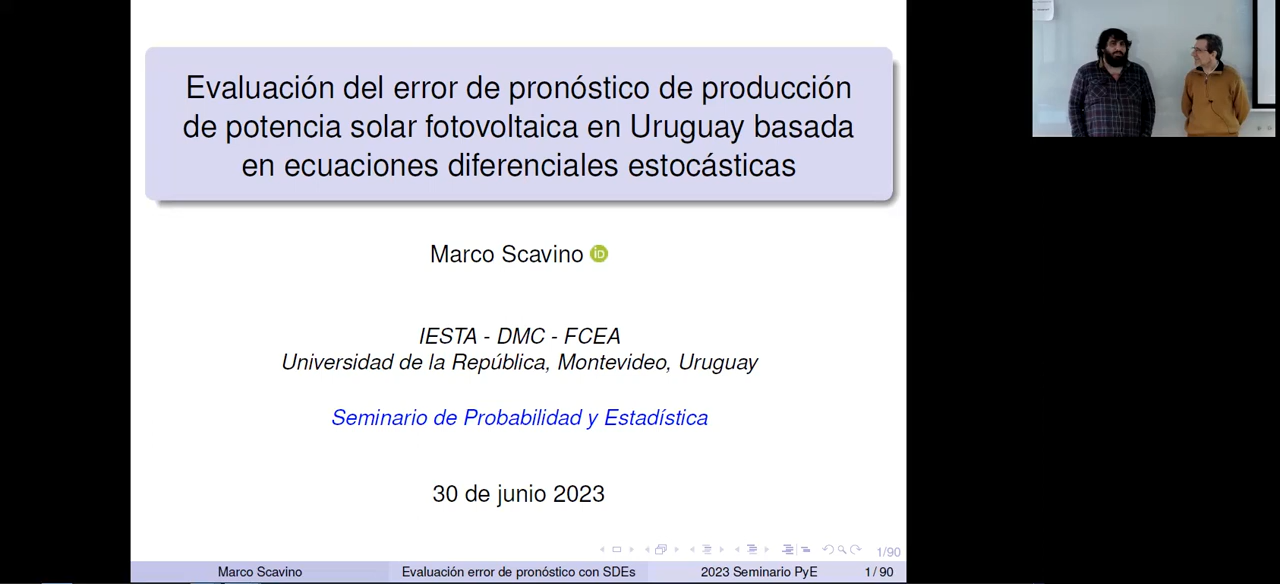 Evaluación del error de pronóstico de producción
de potencia solar fotovoltaica en Uruguay basada
en ecuaciones diferenciales estocásticas
Marco Scavino iD
IESTA - DMC - FCEA
Universidad de la República, Montevideo, Uruguay
Seminario de Probabilidad y Estadística
30 de junio 2023
1/90
Marco Scavino Evaluación error de pronóstico con SDEs 2023 Seminario PyE 1 / 90